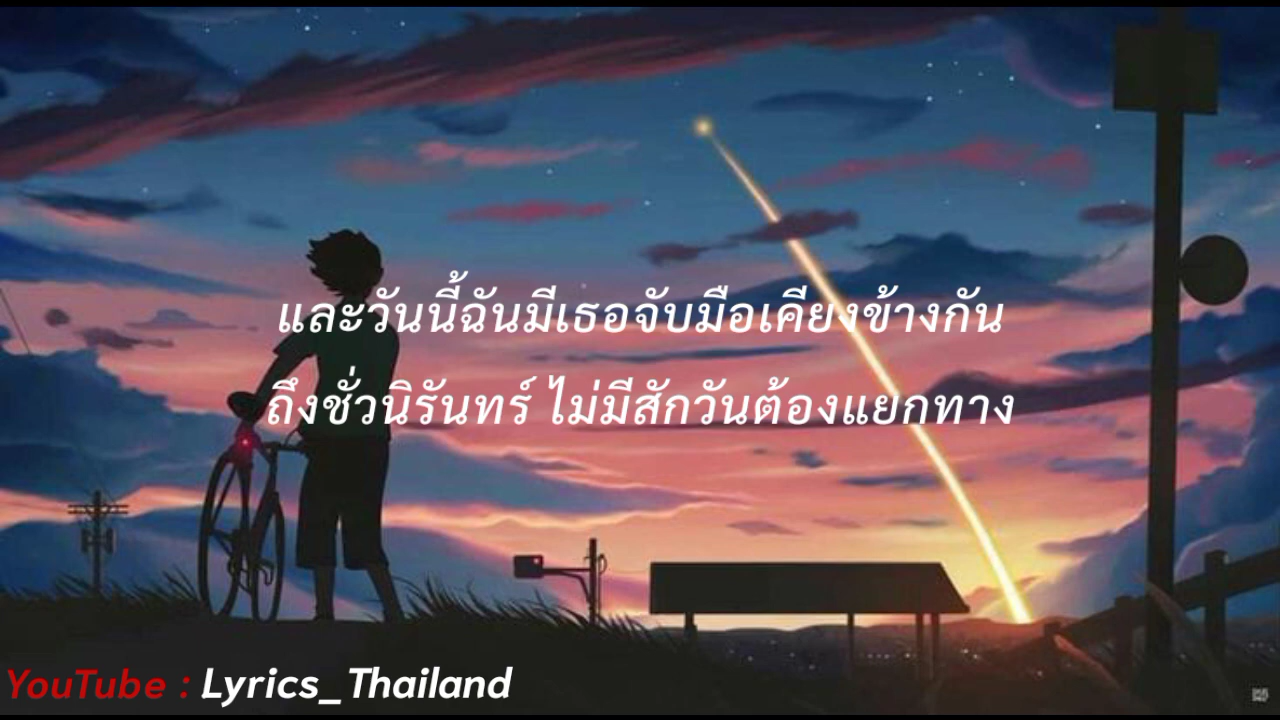 และวันนี้ฉันมีเธอจับมือเคียงข้างกัน
ถึงชั่วนิรันทร์ ไม่มีสักวันต้องแยกทาง
YouTube : Lyrics_Thailand